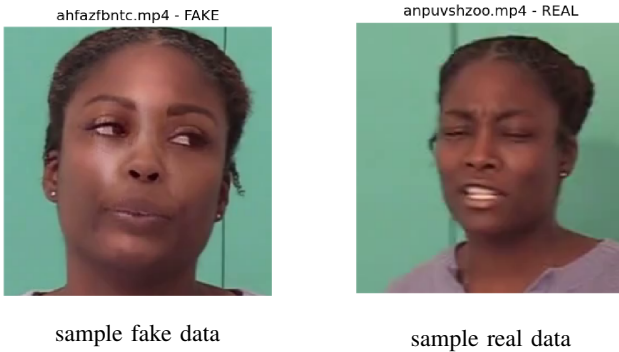 ahfazfbntc.mp4 - FAKE
anpuvshzoo.mp4 - REAL
sample fake data
sample real data